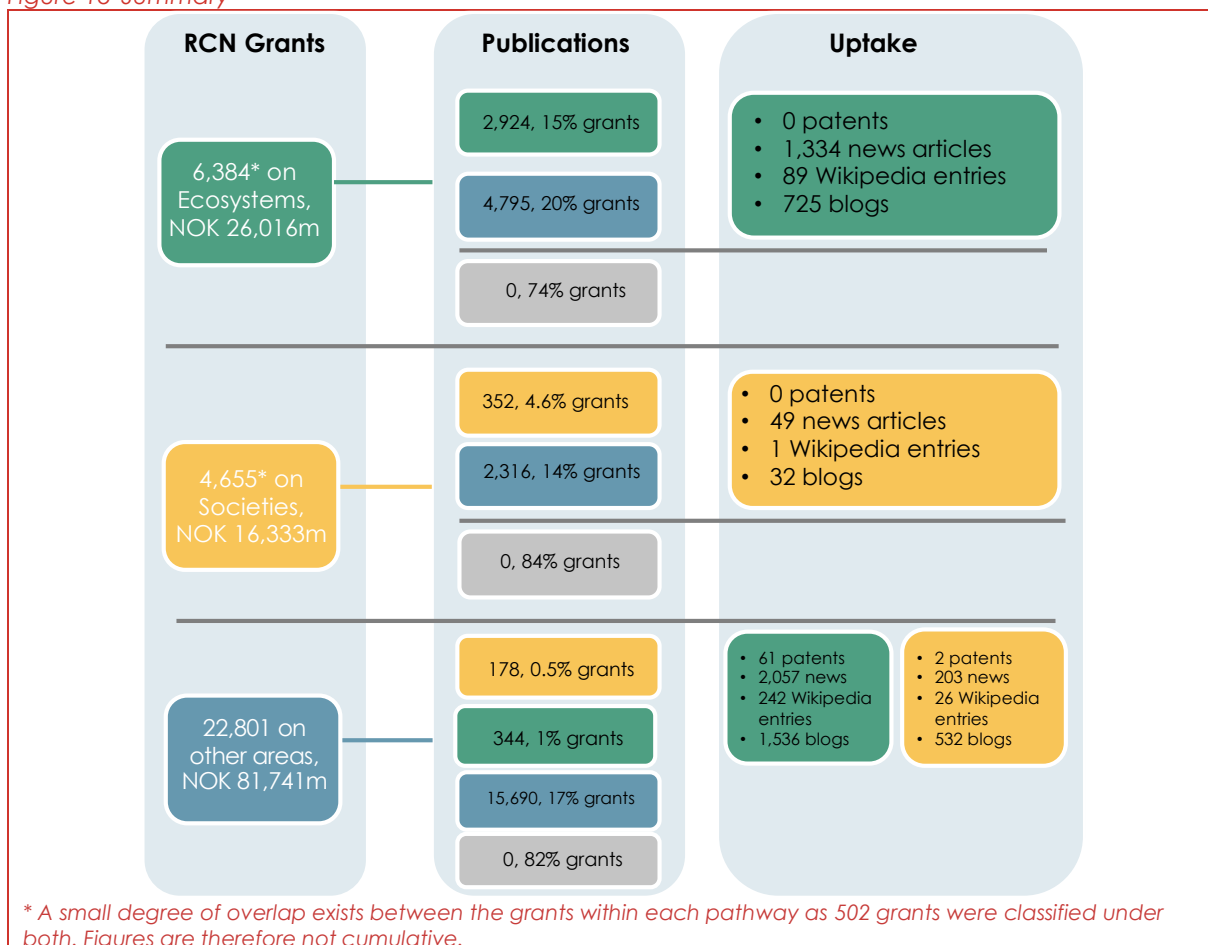 Figure 10 Summary
RCN Grants
Publications
Uptake
6,384* on
Ecosystems,
NOK 26,016m
2,924, 15% grants
4,795, 20% grants
0, 74% grants
• 0 patents
• 1,334 news articles
• 89 Wikipedia entries
• 725 blogs
4,655* on
Societies,
NOK 16,333m
352, 4.6% grants
2,316, 14% grants
0, 84% grants
• 0 patents
• 49 news articles
• 1 Wikipedia entries
• 32 blogs
22,801 on
other areas,
NOK 81,741m
178, 0.5% grants
344, 1% grants
15,690, 17% grants
0, 82% grants
• 61 patents
• 2,057 news
• 242 Wikipedia
entries
• 1,536 blogs
• 2 patents
• 203 news
• 26 Wikipedia
entries
• 532 blogs
* A small degree of overlap exists between the grants within each pathway as 502 grants were classified under
both. Figures are therefore not cumulative.